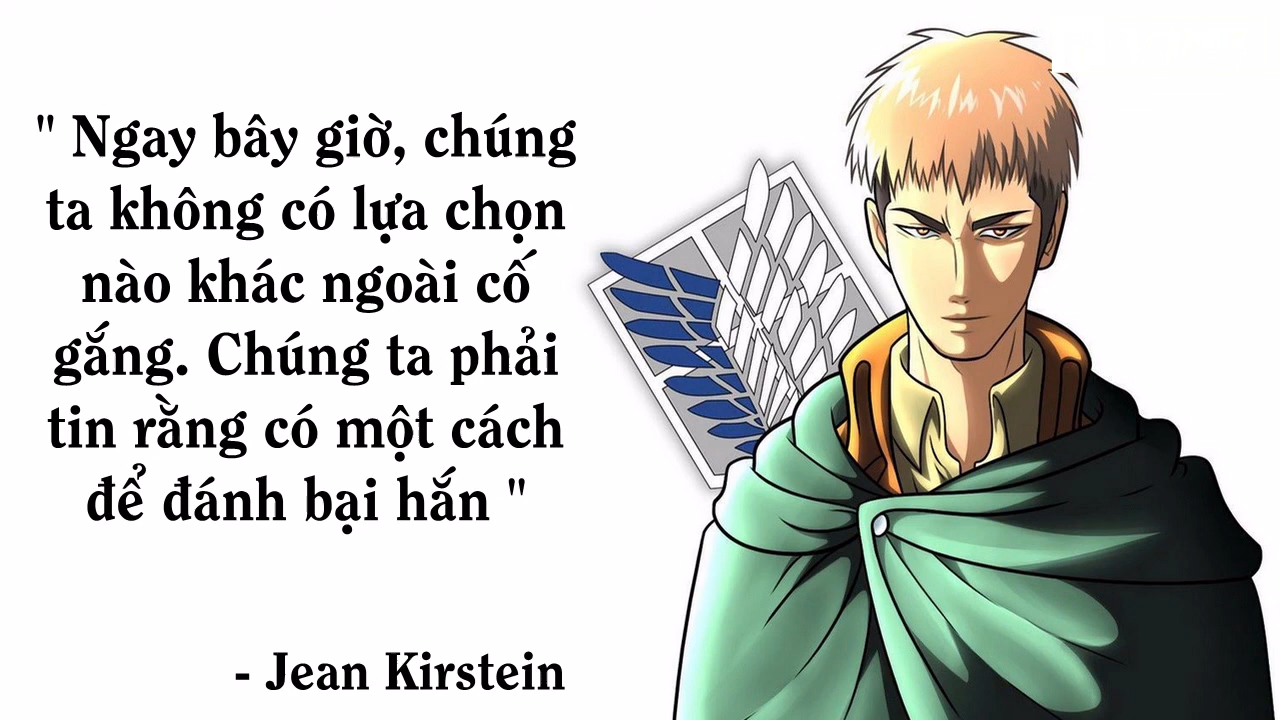 " Ngay bây giờ, chúng
ta không có lựa chọn
nào khác ngoài cố
gắng. Chúng ta phải
tin rằng có một cách
để đánh bại hắn "
- Jean Kirstein